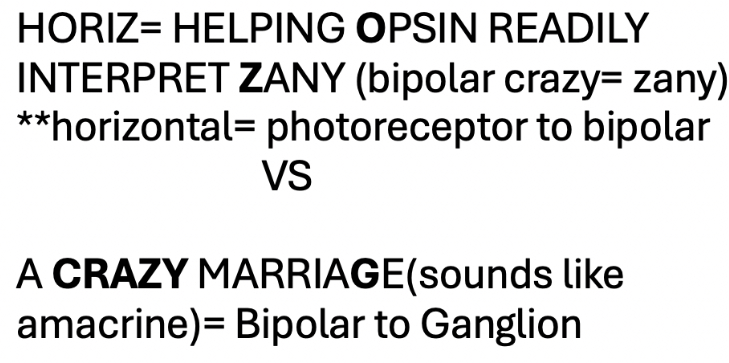 HORIZ= HELPING OPSIN READILY
INTERPRET ZANY (bipolar crazy= zany)
**horizontal= photoreceptor to bipolar
VS
A CRAZY MARRIAGE(sounds like
amacrine)= Bipolar to Ganglion